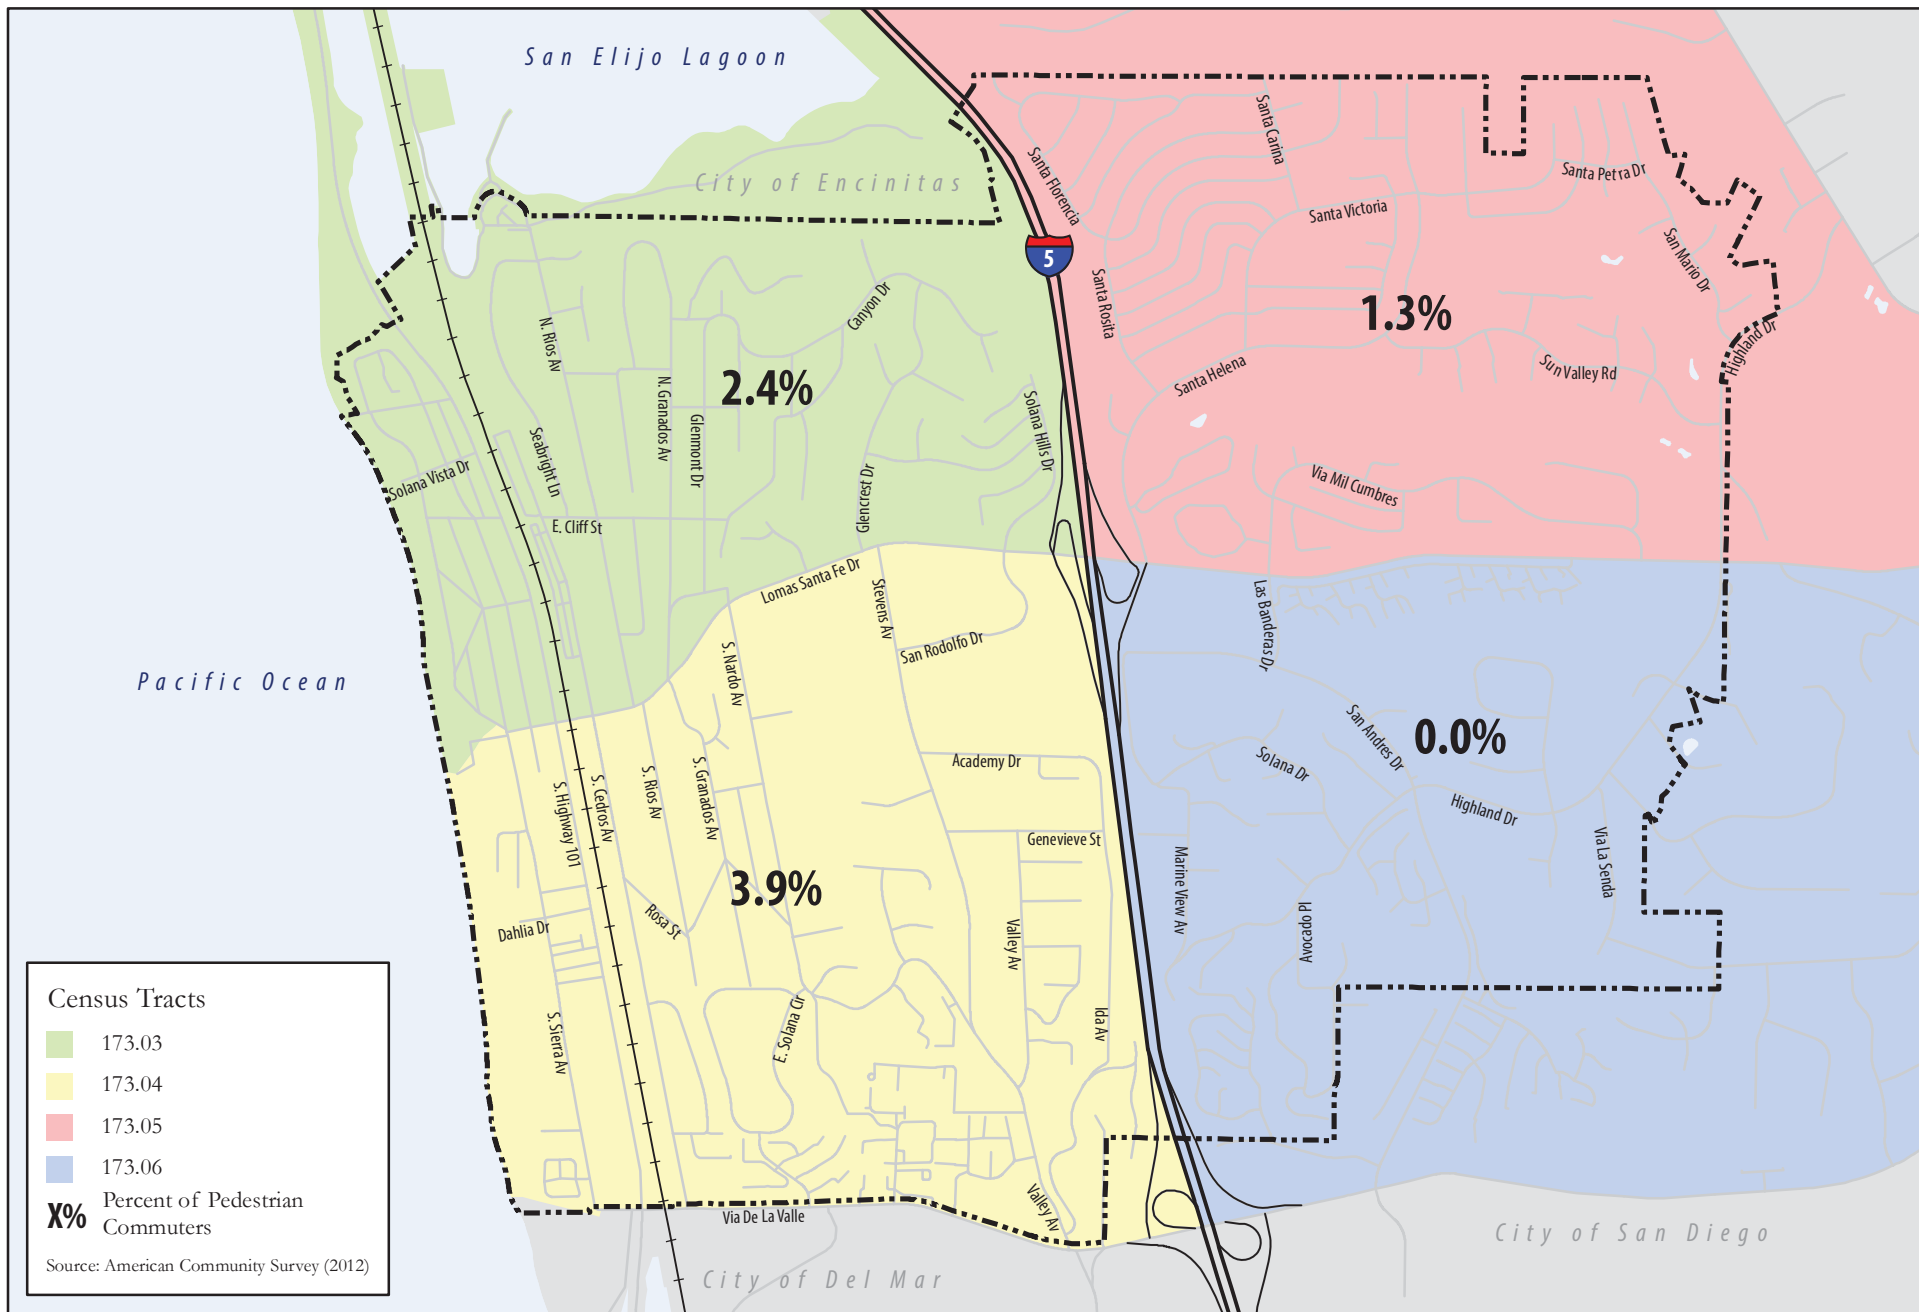 San Elijo Lagoon
City of Encinitas
Santa Carina
Santa Florencia
Santa Petra Dr
Santa Victoria
San Mario Dr
5
Santa Rosita
Canyon Dr
N. Rios Av
1.3%
Highland Dr
Sun Valley Rd
Santa Helena
2.4%
N. Granados Av
Glenmont Dr
Solana Hills Dr
Seabright Ln
Solana Vista Dr
Glencrest Dr
Via Mil Cumbres
E. Cliff St
Lomas Santa Fe Dr
Stevens Av
Las Banderas Dr
San Rodolfo Dr
S. Nardo Av
Pacific Ocean
San Andres Dr
0.0%
Solana Dr
Academy Dr
S. Highway 101
S. Cedros Av
S. Rios Av
S. Granados Av
Highland Dr
Genevieve St
Marine View Av
Via La Senda
3.9%
Rosa St
Dahlia Dr
Valley Av
Avocedo Pl
S. Sierra Av
E. Solana Cir
Ida Av
Valley Av
Via De La Valle
City of San Diego
City of Del Mar
Census Tracts
173.03
173.04
173.05
173.06
X% Percent of Pedestrian
Commuters
Source: American Community Survey (2012)